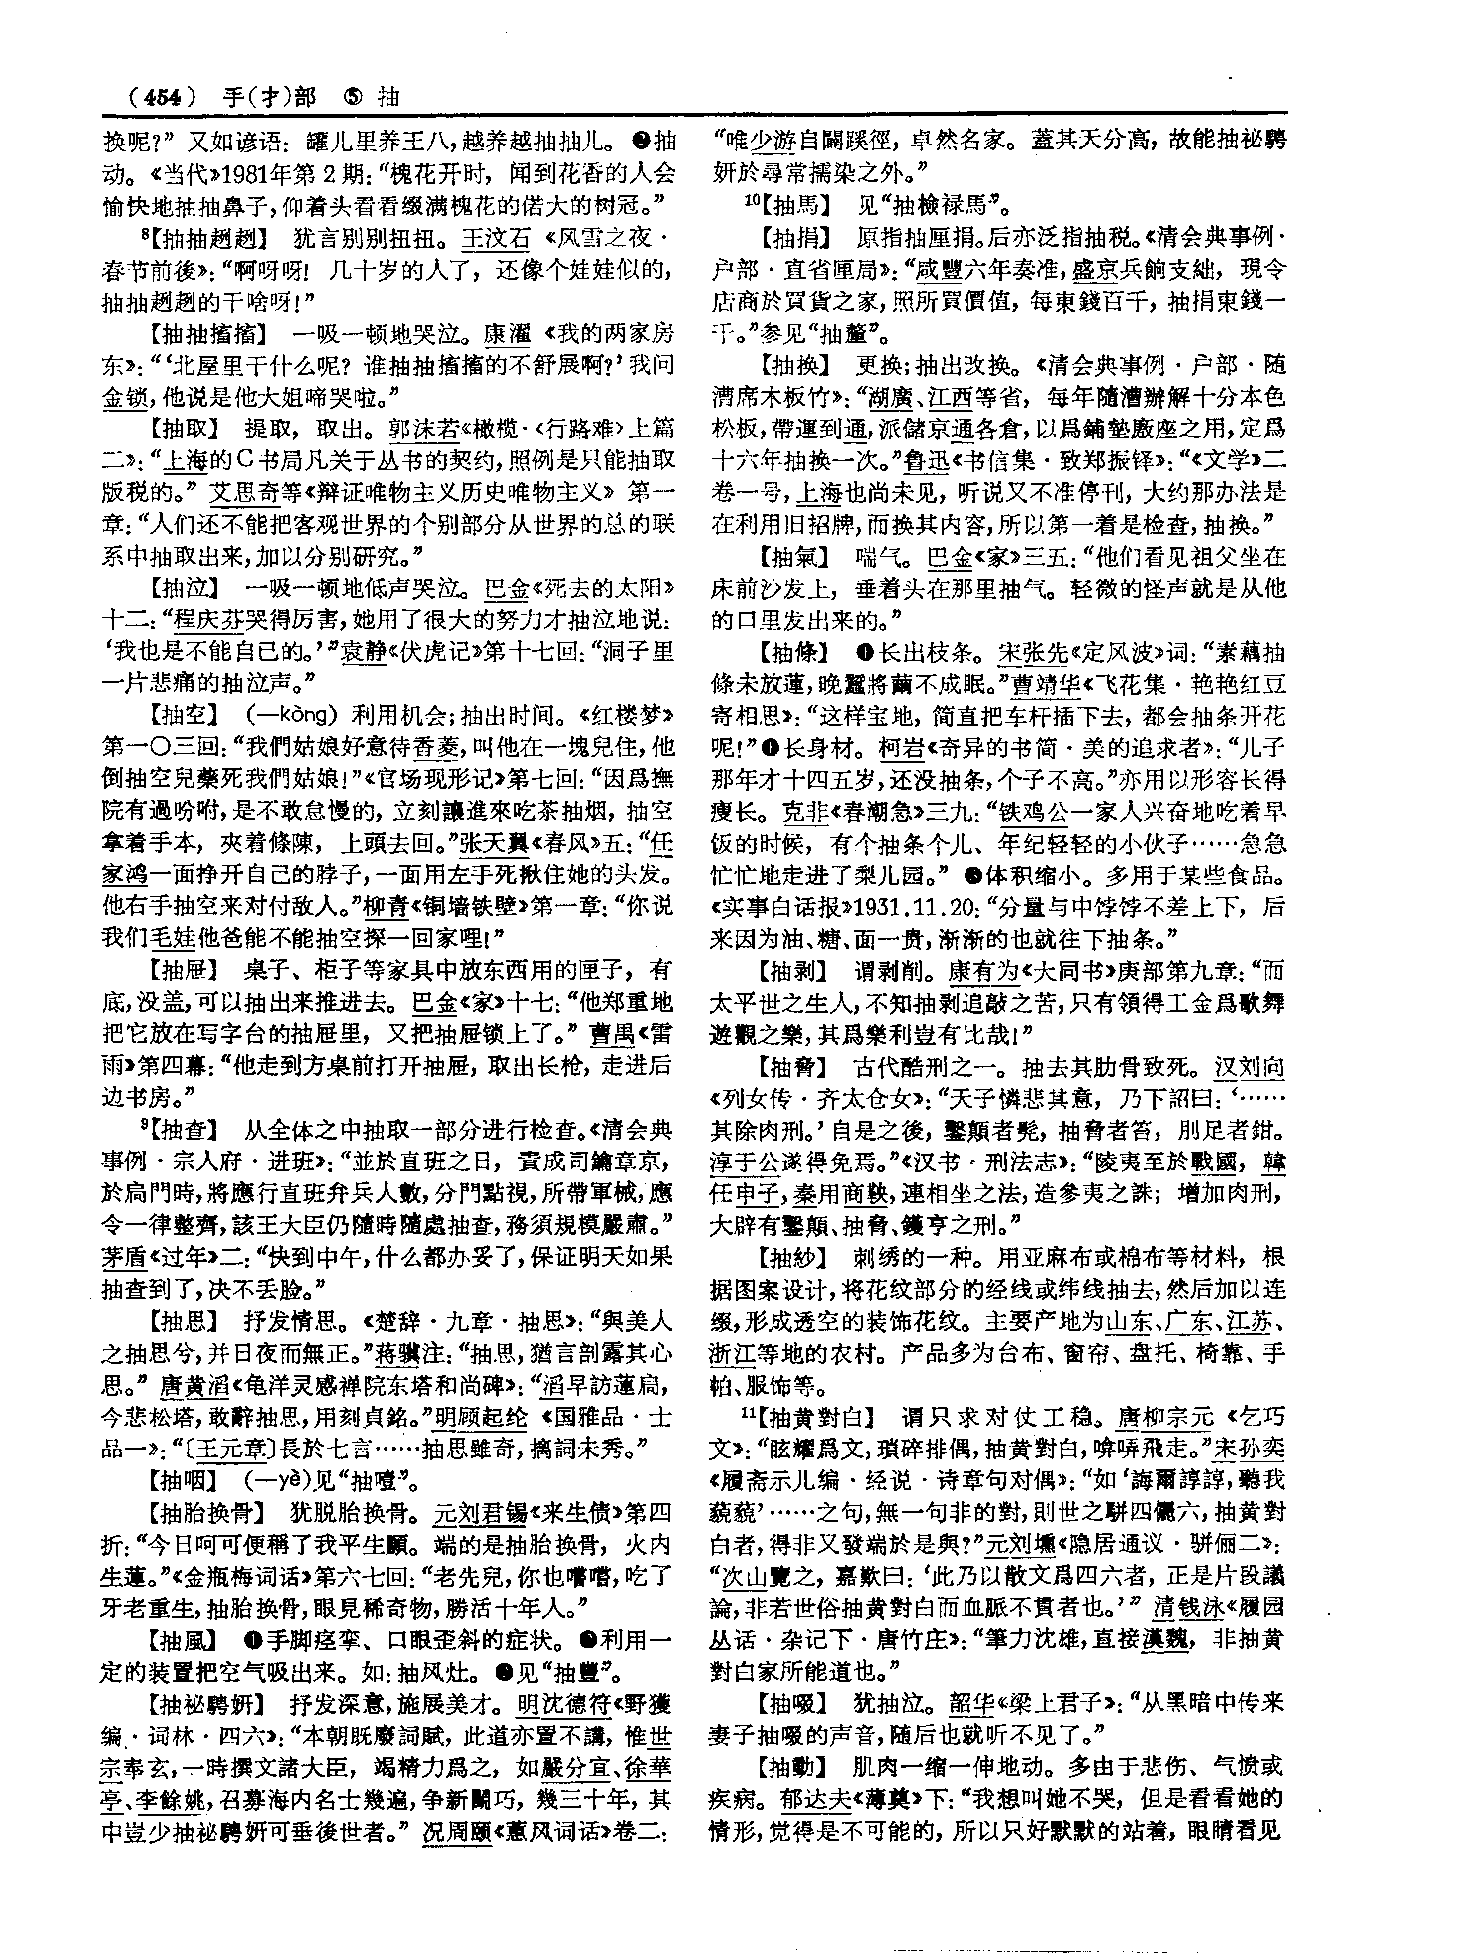 (454) 手(扌)部 ⑤ 抽
换呢?” 又如谚语: 罐儿里养王八,越养越抽抽儿。 ❷抽
动。《当代》1981年第2期:“槐花开时, 闻到花香的人会
愉快地抽抽鼻子,仰着头看看缀满槐花的偌大的树冠。”
⁸【抽抽趔趔】 犹言别别扭扭。王汶石《风雪之夜·
春节前後》:“啊呀呀! 几十岁的人了, 还像个娃娃似的,
抽抽趔趔的干啥呀!”
【抽抽搐搐】 一吸一顿地哭泣。康濯《我的两家房
东》:“‘北屋里干什么呢? 谁抽抽搐搐的不舒展啊?’我问
金锁,他说是他大姐啼哭啦。”
【抽取】 提取, 取出。郭沫若《橄榄·〈行路难〉上篇
二》:“上海的C书局凡关于丛书的契约,照例是只能抽取
版税的。” 艾思奇等《辩证唯物主义历史唯物主义》 第一
章:“人们还不能把客观世界的个别部分从世界的总的联
系中抽取出来,加以分别研究。”
【抽泣】 一吸一顿地低声哭泣。巴金《死去的太阳》
十二:“程庆芬哭得厉害,她用了很大的努力才抽泣地说:
‘我也是不能自已的。’”袁静《伏虎记》第十七回:“洞子里
一片悲痛的抽泣声。”
【抽空】 (—kòng) 利用机会;抽出时间。《红楼梦》
第一〇三回:“我們姑娘好意待香菱,叫他在一塊兒住,他
倒抽空兒藥死我們姑娘!”《官场现形记》第七回:“因爲撫
院有過吩咐,是不敢怠慢的, 立刻讓進來吃茶抽烟, 抽空
拿着手本, 夾着條陳, 上頭去回。”张天翼《春风》五:“任
家鸿一面挣开自己的脖子,一面用左手死揪住她的头发。
他右手抽空来对付敌人。”柳青《铜墙铁壁》第一章:“你说
我们毛娃他爸能不能抽空探一回家哩!”
【抽屉】 桌子、柜子等家具中放东西用的匣子, 有
底,没盖,可以抽出来推进去。 巴金《家》十七:“他郑重地
把它放在写字台的抽屉里, 又把抽屉锁上了。” 曹禺《雷
雨》第四幕:“他走到方桌前打开抽屉, 取出长枪, 走进后
边书房。”
⁹【抽查】 从全体之中抽取一部分进行检查。《清会典
事例·宗人府·进班》:“並於直班之日, 責成司鑰章京,
於扃門時,將應行直班弁兵人數,分門點視,所帶軍械,應
令一律整齊,該王大臣仍隨時隨處抽查,務須規模嚴肅。”
茅盾《过年》二:“快到中午,什么都办妥了,保证明天如果
抽查到了,决不丢脸。”
【抽思】 抒发情思。《楚辞·九章·抽思》:“與美人
之抽思兮,并日夜而無正。”蒋骥注:“抽思,猶言剖露其心
思。” 唐黄滔《龟洋灵感禅院东塔和尚碑》:“滔早訪蓮扃,
今悲松塔,敢辭抽思,用刻貞銘。”明顾起纶《国雅品·士
品一》:“〔王元章〕長於七言……抽思雖奇,摛詞未秀。”
【抽咽】 (—yè)见“抽噎”。
【抽胎换骨】 犹脱胎换骨。元刘君锡《来生债》第四
折:“今日呵可便稱了我平生願。端的是抽胎换骨, 火内
生蓮。”《金瓶梅词话》第六七回:“老先兒,你也嚐嚐,吃了
牙老重生,抽胎换骨,眼見稀奇物,勝活十年人。”
【抽風】 ❶手脚痉挛、口眼歪斜的症状。❷利用一
定的装置把空气吸出来。如:抽风灶。❸见“抽豐”。
【抽祕騁妍】 抒发深意,施展美才。明沈德符《野獲
编·词林·四六》:“本朝既廢詞賦, 此道亦置不講, 惟世
宗奉玄,一時撰文諸大臣, 竭精力爲之, 如嚴分宜、徐華
亭、李餘姚,召募海内名士幾遍,争新鬭巧, 幾三十年, 其
中豈少抽祕騁妍可垂後世者。” 况周颐《蕙风词话》卷二:
“唯少游自闢蹊徑, 卓然名家。蓋其天分高,故能抽祕騁
妍於尋常擩染之外。”
¹⁰【抽馬】 见“抽檢禄馬”。
【抽捐】 原指抽厘捐。后亦泛指抽税。《清会典事例·
户部·直省厘局》:“咸豐六年奏准,盛京兵餉支絀, 現令
店商於買貨之家,照所買價值, 每東錢百千, 抽捐東錢一
千。”参见“抽釐”。
【抽换】 更换;抽出改换。《清会典事例·户部·随
漕席木板竹》:“湖廣、江西等省, 每年隨漕辦解十分本色
松板,帶運到通,派儲京通各倉,以爲鋪墊廒座之用,定爲
十六年抽换一次。”鲁迅《书信集·致郑振铎》:“《文学》二
卷一号,上海也尚未见, 听说又不准停刊, 大约那办法是
在利用旧招牌,而换其内容,所以第一着是检查,抽换。”
【抽氣】 喘气。巴金《家》三五:“他们看见祖父坐在
床前沙发上, 垂着头在那里抽气。轻微的怪声就是从他
的口里发出来的。”
【抽條】 ❶长出枝条。宋张先《定风波》词:“素藕抽
條未放蓮,晚蠶將繭不成眠。”曹靖华《飞花集·艳艳红豆
寄相思》:“这样宝地, 简直把车杆插下去, 都会抽条开花
呢!”❷长身材。柯岩《奇异的书简·美的追求者》:“儿子
那年才十四五岁,还没抽条,个子不高。”亦用以形容长得
瘦长。克非《春潮急》三九:“铁鸡公一家人兴奋地吃着早
饭的时候, 有个抽条个儿、年纪轻轻的小伙子……急急
忙忙地走进了梨儿园。” ❸体积缩小。多用于某些食品。
《实事白话报》1931.11.20:“分量与中饽饽不差上下, 后
来因为油、糖、面一贵,渐渐的也就往下抽条。”
【抽剥】 谓剥削。康有为《大同书》庚部第九章:“而
太平世之生人,不知抽剥追敲之苦,只有領得工金爲歌舞
遊觀之樂,其爲樂利豈有比哉!”
【抽脅】 古代酷刑之一。抽去其肋骨致死。汉刘向
《列女传·齐太仓女》:“天子憐悲其意, 乃下詔曰:‘……
其除肉刑。’自是之後,鑿顛者髡, 抽脅者笞, 刖足者鉗。
淳于公遂得免焉。”《汉书·刑法志》:“陵夷至於戰國, 韓
任申子,秦用商鞅,連相坐之法,造參夷之誅; 增加肉刑,
大辟有鑿顛、抽脅、鑊亨之刑。”
【抽紗】 刺绣的一种。用亚麻布或棉布等材料, 根
据图案设计,将花纹部分的经线或纬线抽去,然后加以连
缀,形成透空的装饰花纹。主要产地为山东、广东、江苏、
浙江等地的农村。产品多为台布、窗帘、盘托、椅靠、手
帕、服饰等。
¹¹【抽黄對白】 谓只求对仗工稳。唐柳宗元《乞巧
文》:“眩耀爲文,瑣碎排偶,抽黄對白,啽哢飛走。”宋孙奕
《履斋示儿编·经说·诗章句对偶》:“如‘誨爾諄諄,聽我
藐藐’……之句,無一句非的對,則世之駢四儷六,抽黄對
白者,得非又發端於是與?”元刘壎《隐居通议·骈俪二》:
“次山覽之, 嘉歎曰:‘此乃以散文爲四六者, 正是片段議
論,非若世俗抽黄對白而血脈不貫者也。’” 清钱泳《履园
丛话·杂记下·唐竹庄》:“筆力沈雄,直接漢魏, 非抽黄
對白家所能道也。”
【抽啜】 犹抽泣。韶华《梁上君子》:“从黑暗中传来
妻子抽啜的声音,随后也就听不见了。”
【抽動】 肌肉一缩一伸地动。多由于悲伤、气愤或
疾病。郁达夫《薄奠》下:“我想叫她不哭, 但是看看她的
情形,觉得是不可能的, 所以只好默默的站着, 眼睛看见